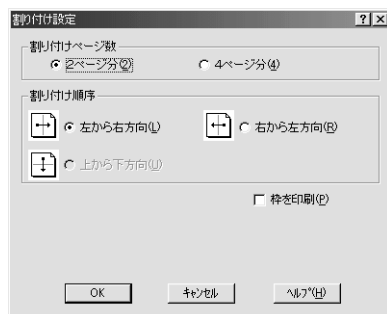 割り付け設定
割り付けページ数
2ページ分(2) 4ページ分(4)
割り付け順序
左から右方向(L) 右から左方向(R)
上から下方向(U)
枠を印刷(P)
OK キャンセル ヘルプ(H)